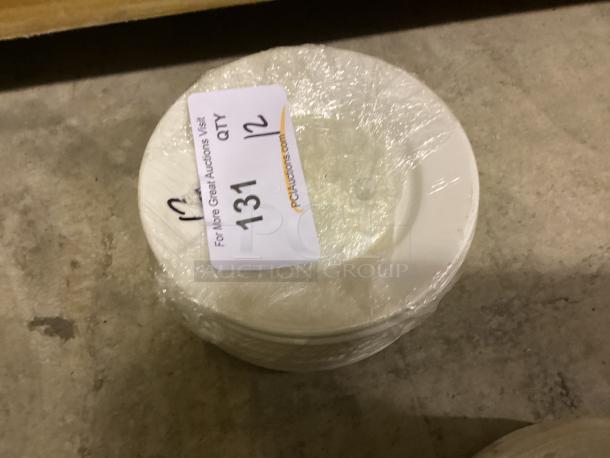 For More Great Auctions Visit
QTY
131
12
PCIAuctions.com
12
PCI
AUCTION GROUP